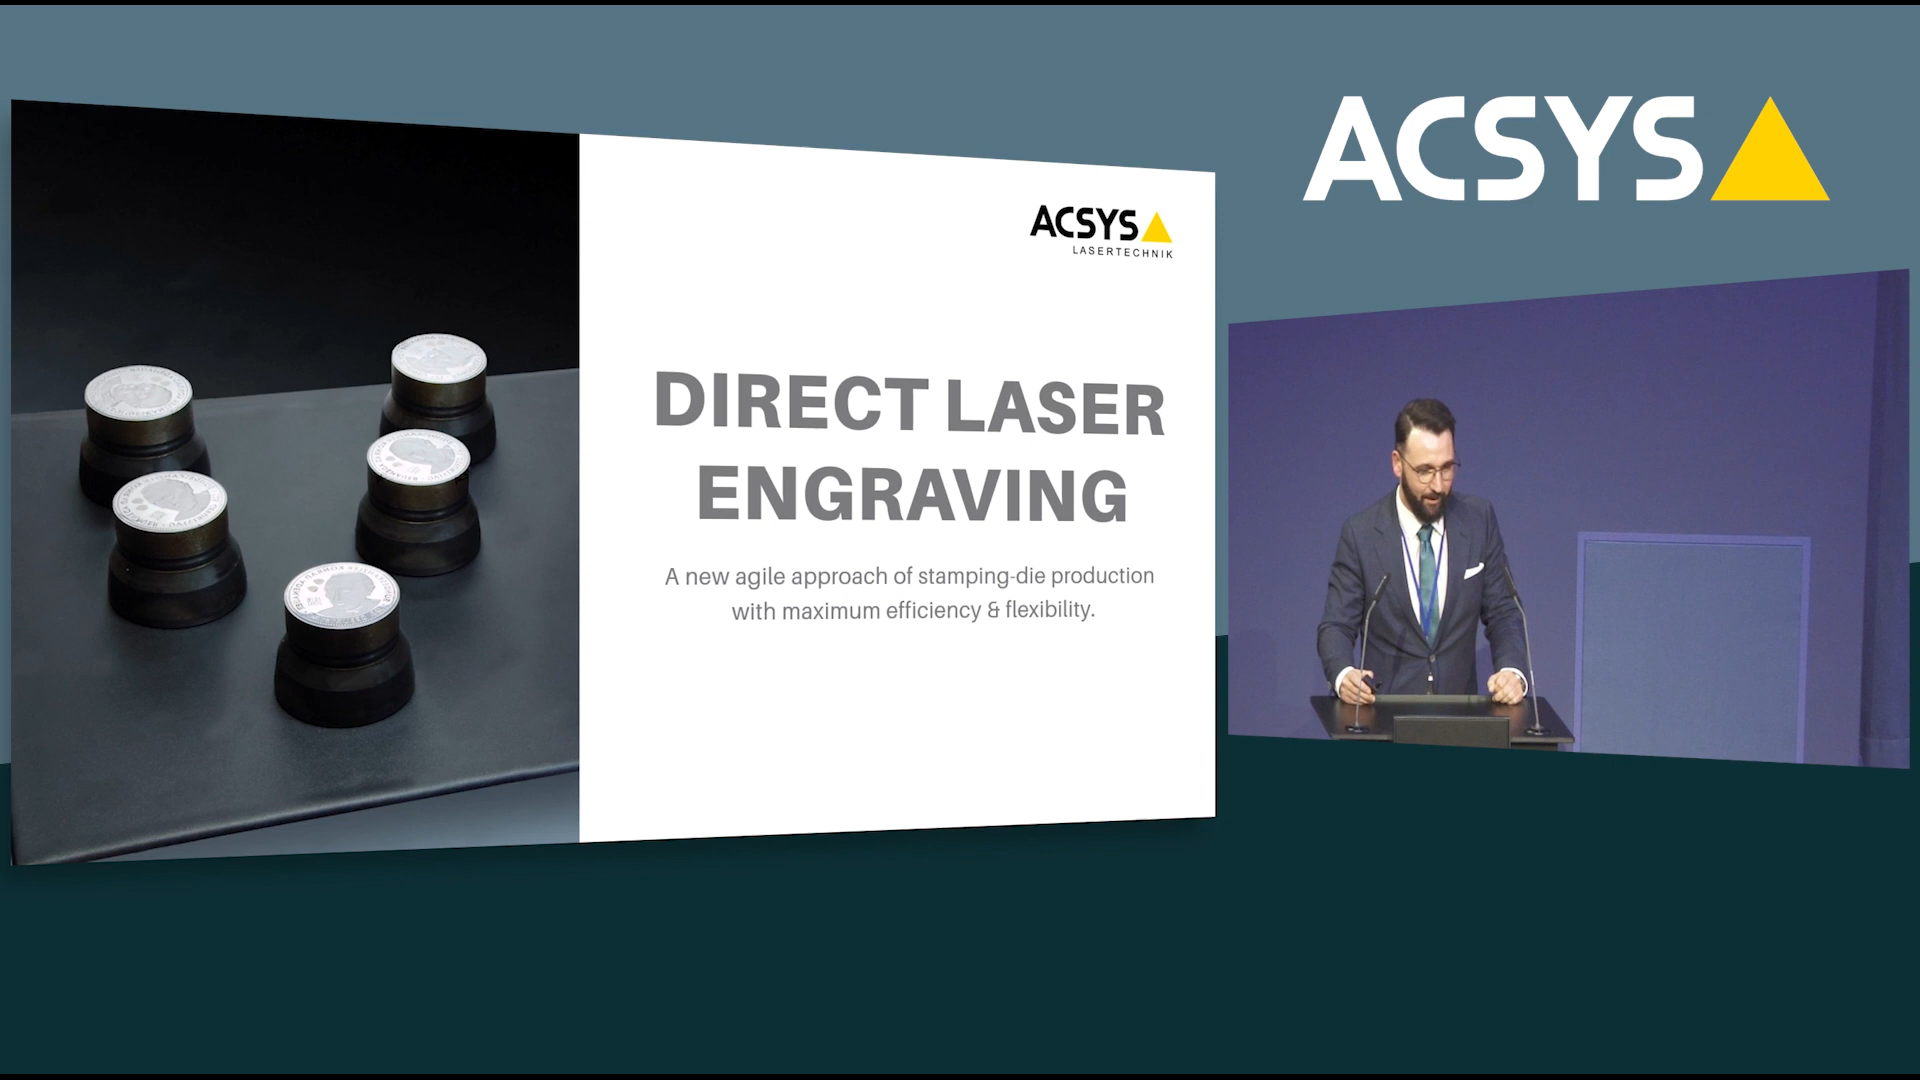 ACSYS
ACSYS
LASERTECHNIK
DIRECT LASER
ENGRAVING
A new agile approach of stamping-die production
with maximum efficiency & flexibility.